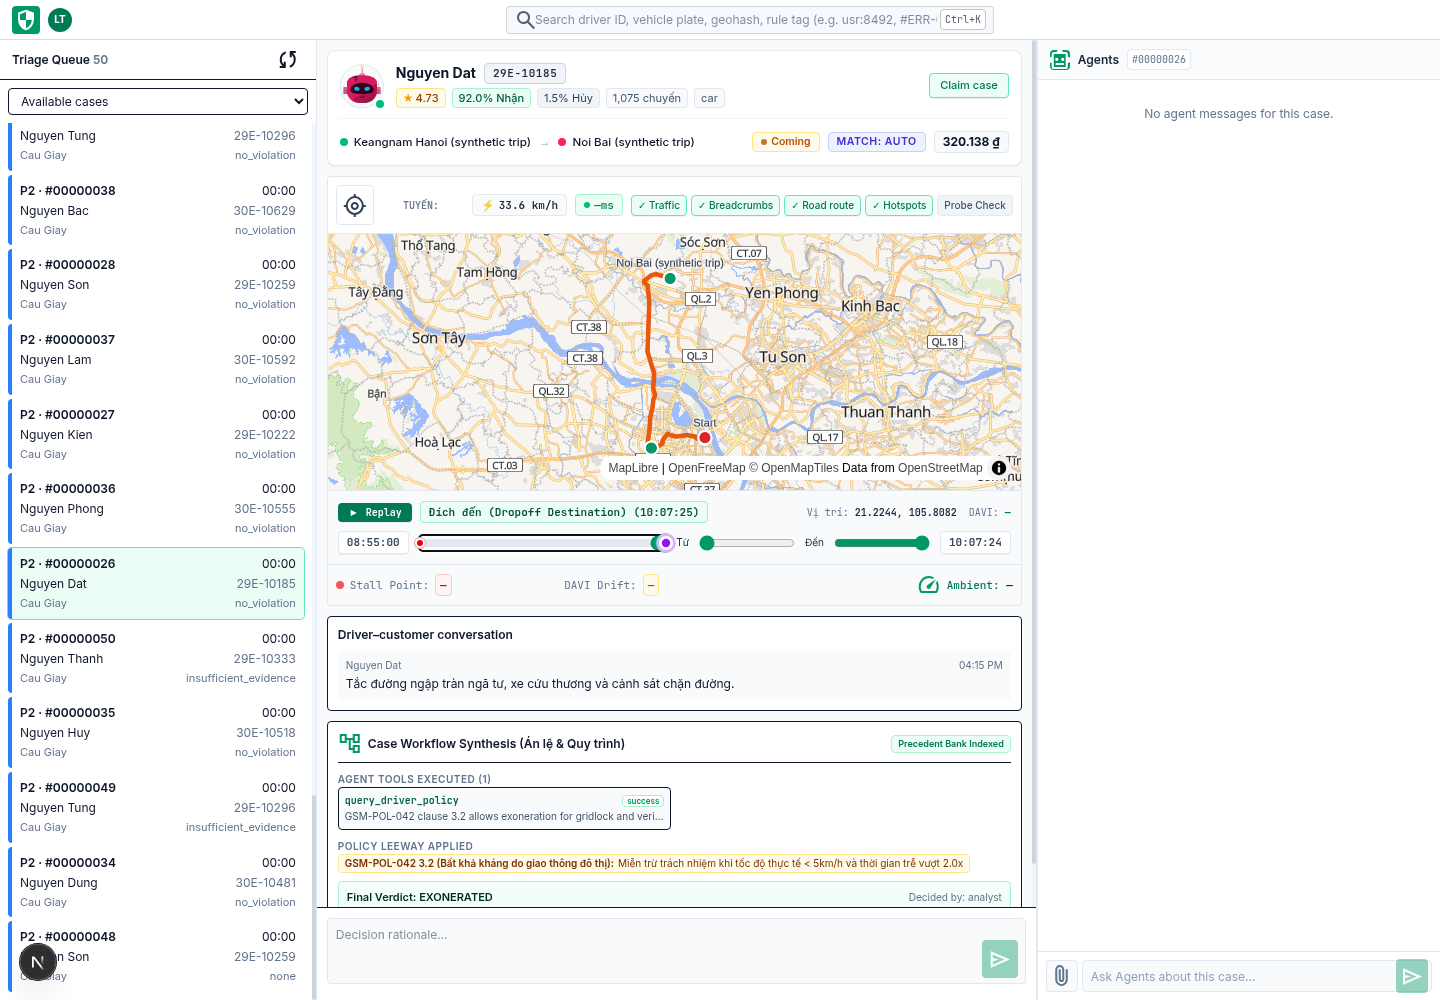 LT
Search driver ID, vehicle plate, geohash, rule tag (e.g. usr:8492, #ERR-
Ctrl+K
Triage Queue 50
Available cases
Nguyen Tung 29E-10296
Cau Giay no_violation
P2 · #00000038 00:00
Nguyen Bac 30E-10629
Cau Giay no_violation
P2 · #00000028 00:00
Nguyen Son 29E-10259
Cau Giay no_violation
P2 · #00000037 00:00
Nguyen Lam 30E-10592
Cau Giay no_violation
P2 · #00000027 00:00
Nguyen Kien 29E-10222
Cau Giay no_violation
P2 · #00000036 00:00
Nguyen Phong 30E-10555
Cau Giay no_violation
P2 · #00000026 00:00
Nguyen Dat 29E-10185
Cau Giay no_violation
P2 · #00000050 00:00
Nguyen Thanh 29E-10333
Cau Giay insufficient_evidence
P2 · #00000035 00:00
Nguyen Huy 30E-10518
Cau Giay no_violation
P2 · #00000049 00:00
Nguyen Tung 29E-10296
Cau Giay insufficient_evidence
P2 · #00000034 00:00
Nguyen Dung 30E-10481
Cau Giay no_violation
P2 · #00000048 00:00
Son 29E-10259
none
N
Nguyen Dat 29E-10185
★ 4.73 92.0% Nhận 1.5% Hủy 1,075 chuyến car
Claim case
Keangnam Hanoi (synthetic trip) → Noi Bai (synthetic trip)
Coming MATCH: AUTO 320.138 ₫
TUYẾN: ⚡ 33.6 km/h —ms ✓ Traffic ✓ Breadcrumbs ✓ Road route ✓ Hotspots Probe Check
Thổ Tang
Sóc Sơn
CT.07
Noi Bai (synthetic trip)
Tam Hồng
Tây Đằng
QL.2
Yen Phong
Kinh Bac
Sơn Tây
CT.38
CT.38
QL.3
Tu Son
QL.18
QL.32
Bận
Thuan Thanh
Start
Hoà Lạc
QL.17
CT.03
CT.37
MapLibre | OpenFreeMap © OpenMapTiles Data from OpenStreetMap
▶ Replay Đích đến (Dropoff Destination) (10:07:25)
Vị trí: 21.2244, 105.8082 DAVI: —
08:55:00 Từ Đến 10:07:24
Stall Point: — DAVI Drift: — Ambient: —
Driver–customer conversation
Nguyen Dat 04:15 PM
Tắc đường ngập tràn ngã tư, xe cứu thương và cảnh sát chặn đường.
Case Workflow Synthesis (Án lệ & Quy trình)
Precedent Bank Indexed
AGENT TOOLS EXECUTED (1)
query_driver_policy success
GSM-POL-042 clause 3.2 allows exoneration for gridlock and veri...
POLICY LEEWAY APPLIED
GSM-POL-042 3.2 (Bất khả kháng do giao thông đô thị): Miễn trừ trách nhiệm khi tốc độ thực tế < 5km/h và thời gian trễ vượt 2.0x
Final Verdict: EXONERATED Decided by: analyst
Decision rationale...
Agents #00000026
No agent messages for this case.
Ask Agents about this case...